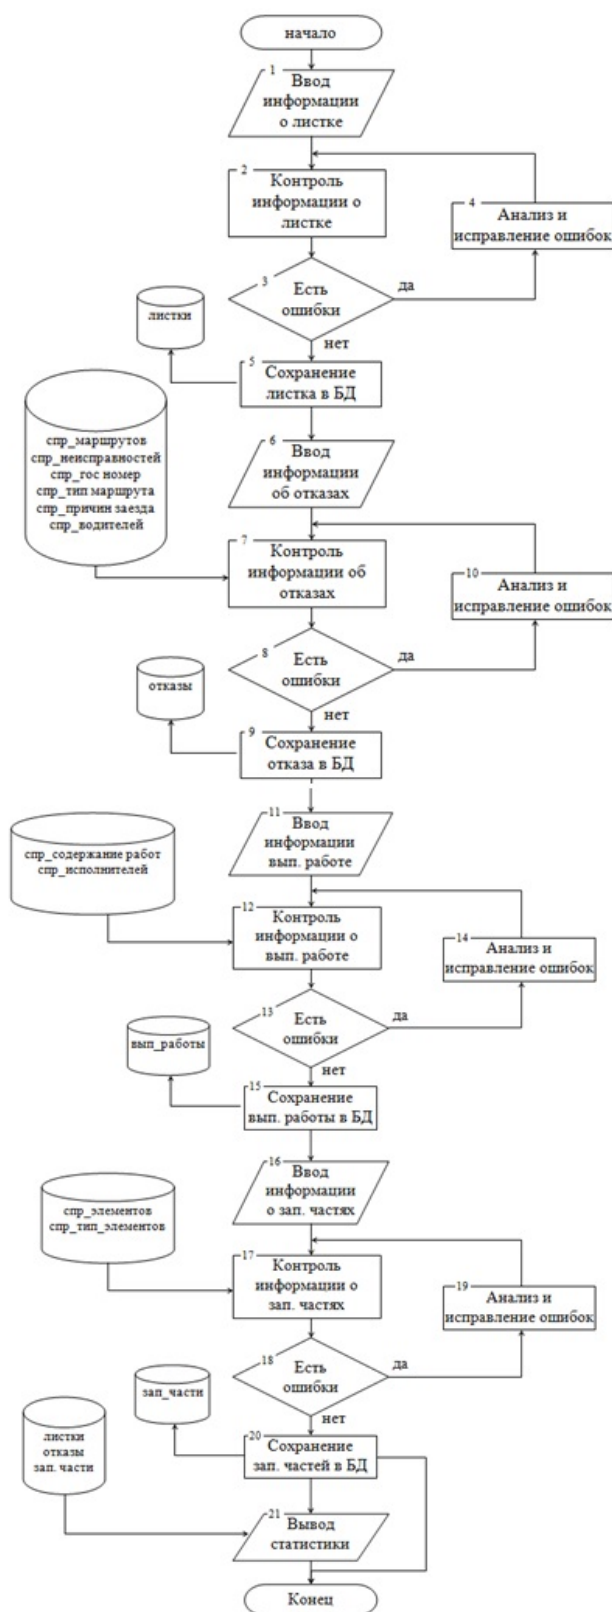 начало
1
Ввод
информации
о листке
2
Контроль
информации о
листке
4
Анализ и
исправление ошибок
3
Есть
ошибки
да
нет
листки
5
Сохранение
листка в БД
спр_маршрутов
спр_неисправностей
спр_гос номер
спр_тип маршрута
спр_причин заезда
спр_водителей
6
Ввод
информации
об отказах
7
Контроль
информации об
отказах
10
Анализ и
исправление ошибок
8
Есть
ошибки
да
нет
отказы
9
Сохранение
отказа в БД
11
Ввод
информации
вып. работе
спр_содержание работ
спр_исполнителей
12
Контроль
информации о
вып. работе
14
Анализ и
исправление ошибок
13
Есть
ошибки
да
нет
вып_работы
15
Сохранение
вып. работы в БД
16
Ввод
информации
о зап. частях
спр_элементов
спр_тип_элементов
17
Контроль
информации о
зап. частях
19
Анализ и
исправление ошибок
18
Есть
ошибки
да
нет
зап_части
20
Сохранение
зап. частей в БД
листки
отказы
зап. части
21
Вывод
статистики
Конец